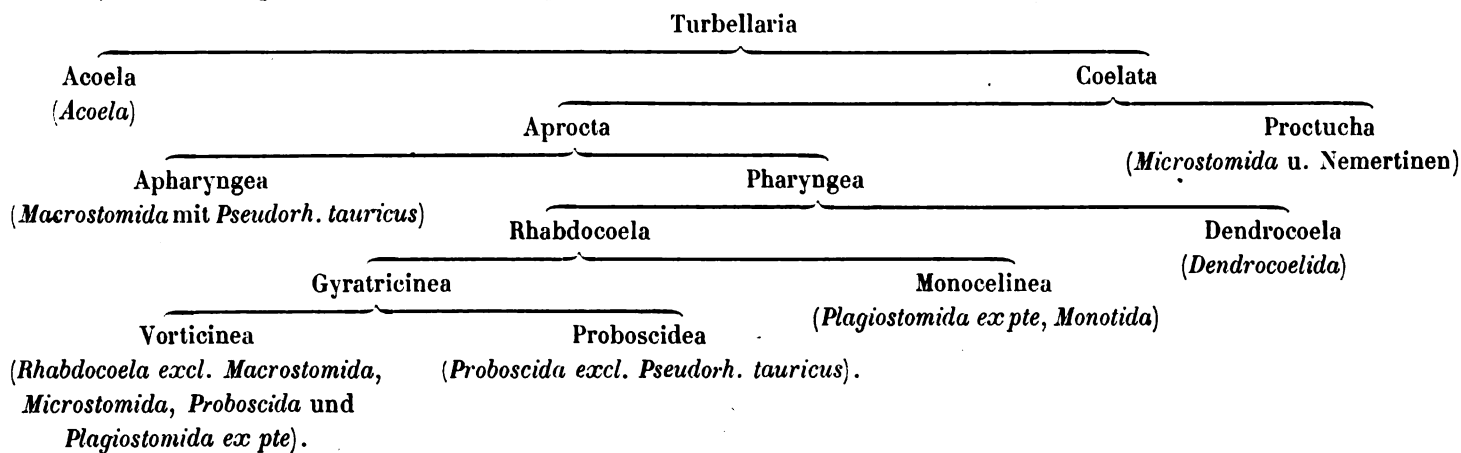 Turbellaria
Acoela Coelata
(Acoela)
Aprocta Proctucha
(Microstomida u. Nemertinen)
Apharyngea Pharyngea
(Macrostomida mit Pseudorh. tauricus)
Rhabdocoela Dendrocoela
(Dendrocoelida)
Gyratricinea Monocelinea
(Plagiostomida ex pte, Monotida)
Vorticinea Proboscidea
(Rhabdocoela excl. Macrostomida, (Proboscida excl. Pseudorh. tauricus).
Microstomida, Proboscida und
Plagiostomida ex pte).